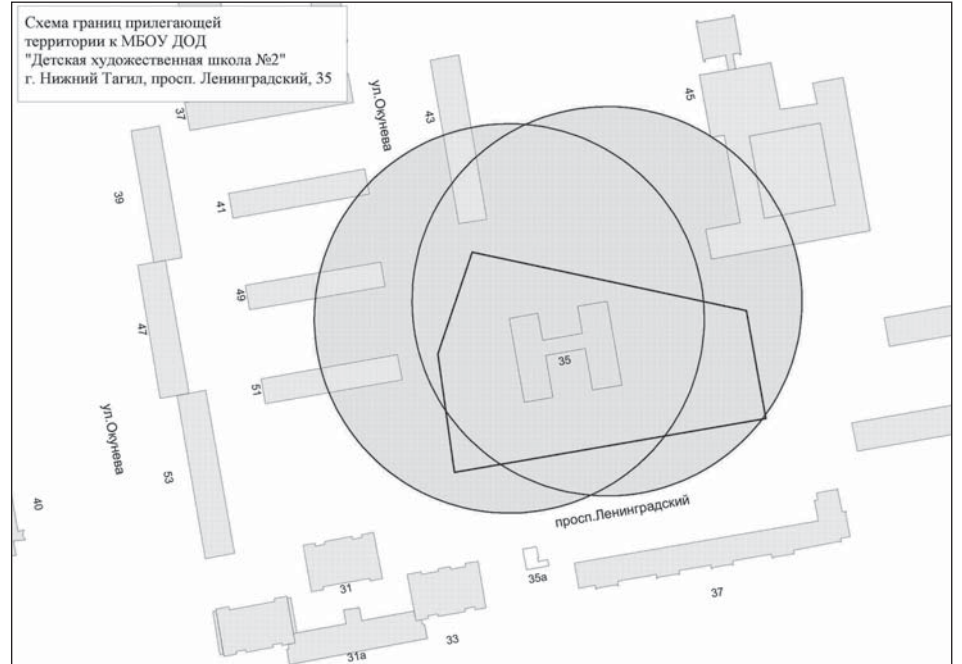 Схема границ прилегающей
территории к МБОУ ДОД
"Детская художественная школа №2"
г. Нижний Тагил, просп. Ленинградский, 35
37
ул.Окунева
43
45
39
41
49
47
51
35
ул.Окунева
53
40
просп.Ленинградский
35а
37
31
33
31а